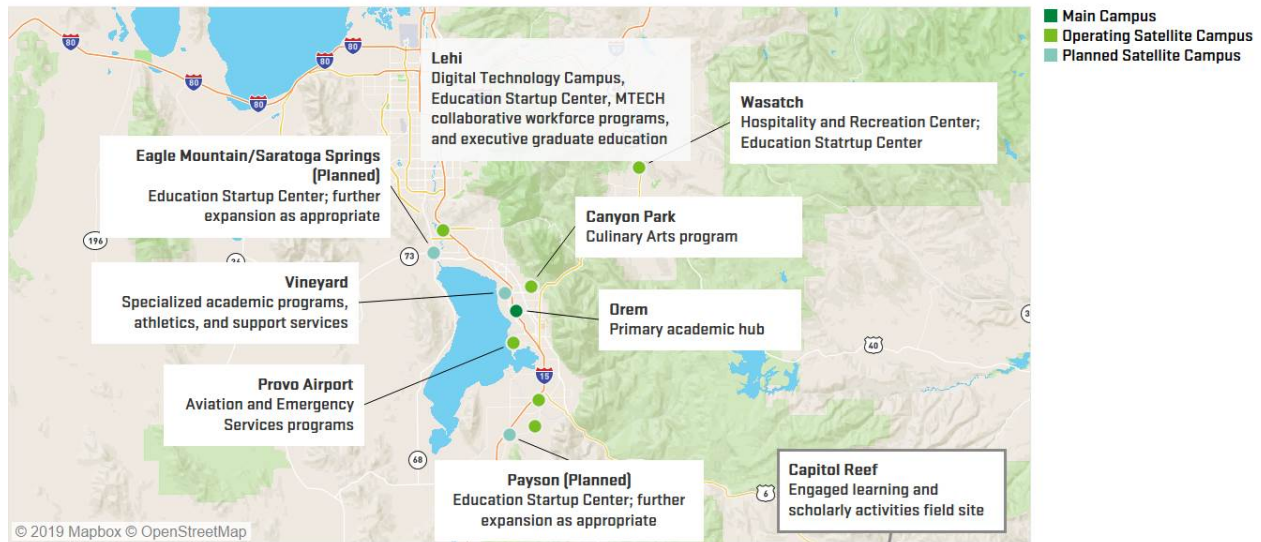 Main Campus
Operating Satellite Campus
Planned Satellite Campus
80
80
80
80
80
Lehi
Digital Technology Campus,
Education Startup Center, MTECH
collaborative workforce programs,
and executive graduate education
Wasatch
Hospitality and Recreation Center;
Education Statrtup Center
Eagle Mountain/Saratoga Springs
(Planned)
Education Startup Center; further
expansion as appropriate
Canyon Park
Culinary Arts program
196
73
Vineyard
Specialized academic programs,
athletics, and support services
Orem
Primary academic hub
40
15
Provo Airport
Aviation and Emergency
Services programs
68
Payson (Planned)
Education Startup Center; further
expansion as appropriate
6
Capitol Reef
Engaged learning and
scholarly activities field site
© 2019 Mapbox © OpenStreetMap